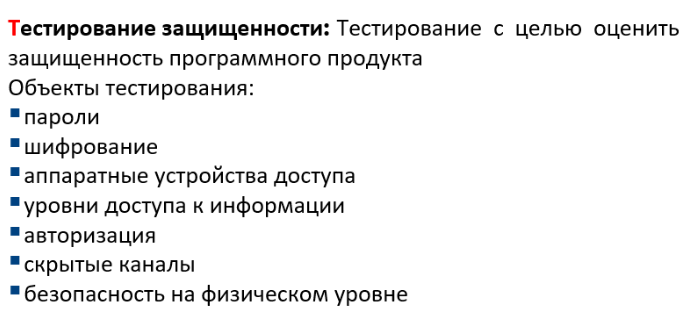 Тестирование защищенности: Тестирование с целью оценить
защищенность программного продукта
Объекты тестирования:
▪пароли
▪шифрование
▪аппаратные устройства доступа
▪уровни доступа к информации
▪авторизация
▪скрытые каналы
▪безопасность на физическом уровне